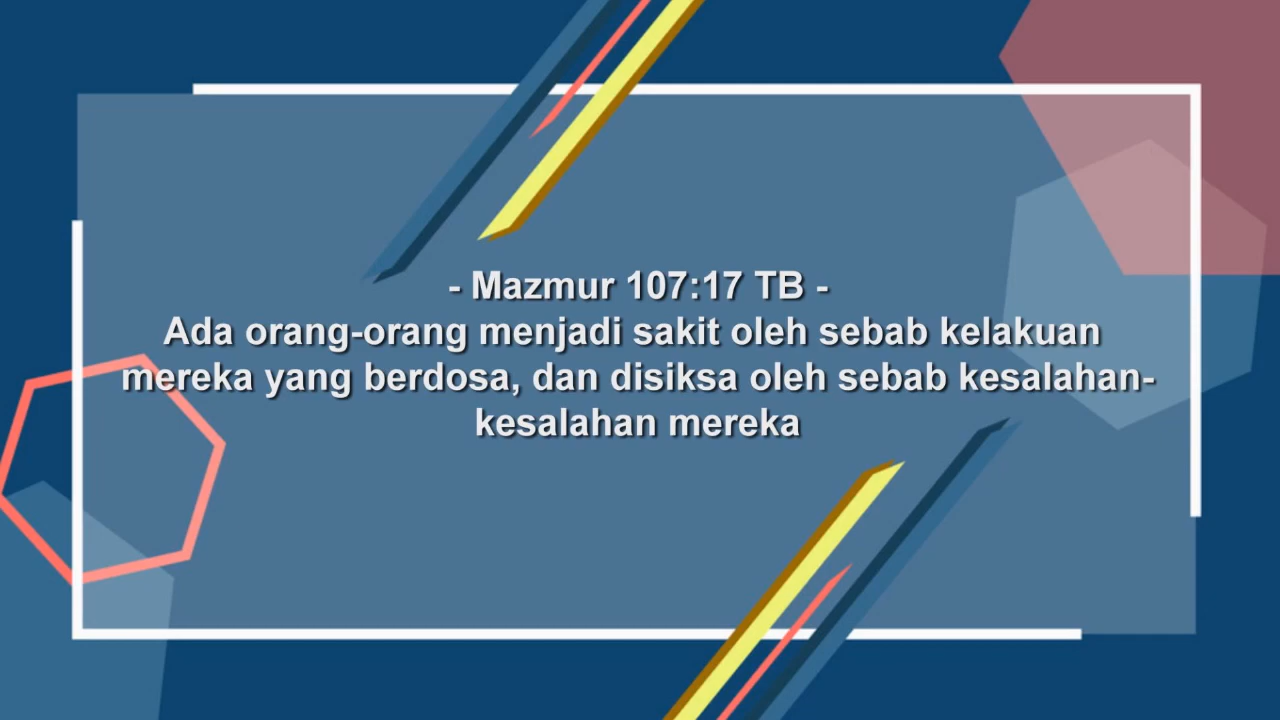 - Mazmur 107:17 TB -
Ada orang-orang menjadi sakit oleh sebab kelakuan
mereka yang berdosa, dan disiksa oleh sebab kesalahan-
kesalahan mereka